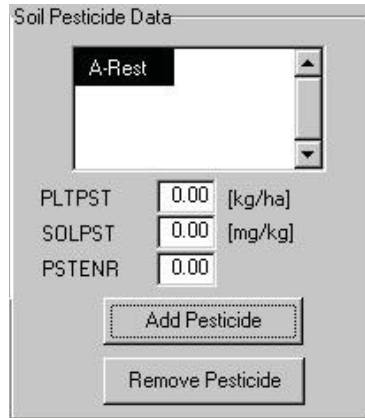 Soil Pesticide Data
A-Rest
PLTPST 0.00 [kg/ha]
SOLPST 0.00 [mg/kg]
PSTENR 0.00
Add Pesticide
Remove Pesticide